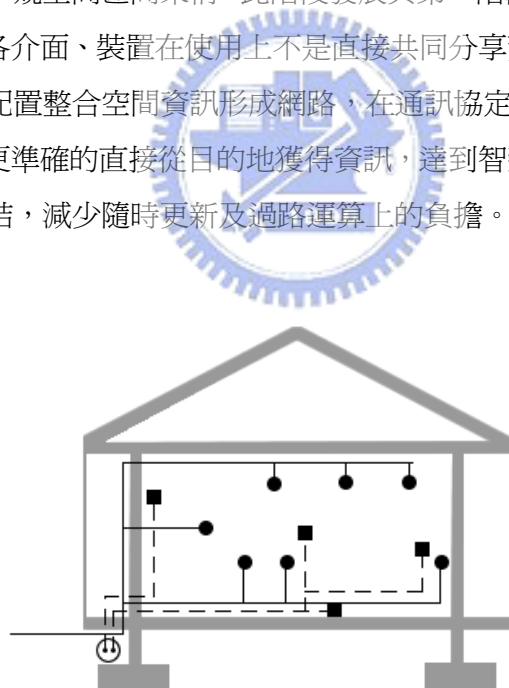 各介面、裝置在使用上不是直接共同分享
配置整合空間資訊形成網路，在通訊協定
更準確的直接從目的地獲得資訊，達到智
結，減少隨時更新及過路運算上的負擔。